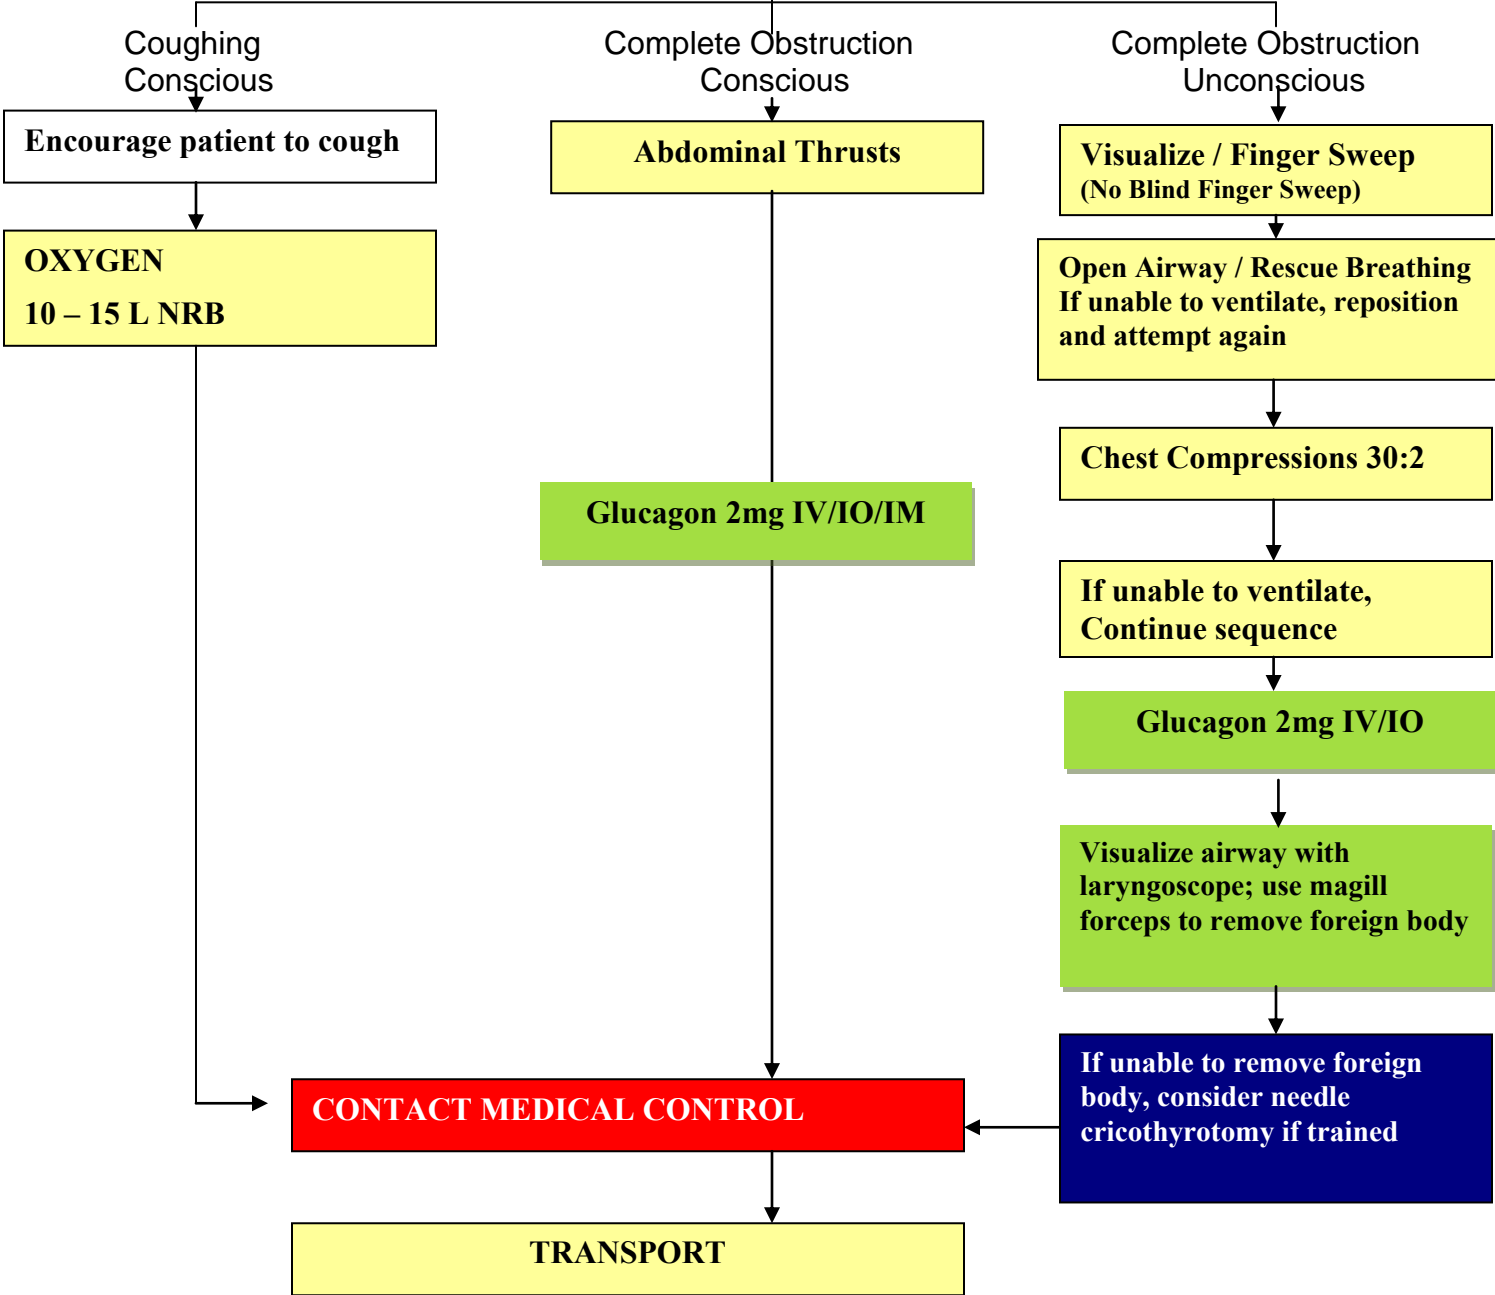 Coughing
Conscious
Encourage patient to cough
OXYGEN
10 – 15 L NRB
Complete Obstruction
Conscious
Abdominal Thrusts
Glucagon 2mg IV/IO/IM
Complete Obstruction
Unconscious
Visualize / Finger Sweep
(No Blind Finger Sweep)
Open Airway / Rescue Breathing
If unable to ventilate, reposition
and attempt again
Chest Compressions 30:2
If unable to ventilate,
Continue sequence
Glucagon 2mg IV/IO
Visualize airway with
laryngoscope; use magill
forceps to remove foreign body
If unable to remove foreign
body, consider needle
cricothyrotomy if trained
CONTACT MEDICAL CONTROL
TRANSPORT